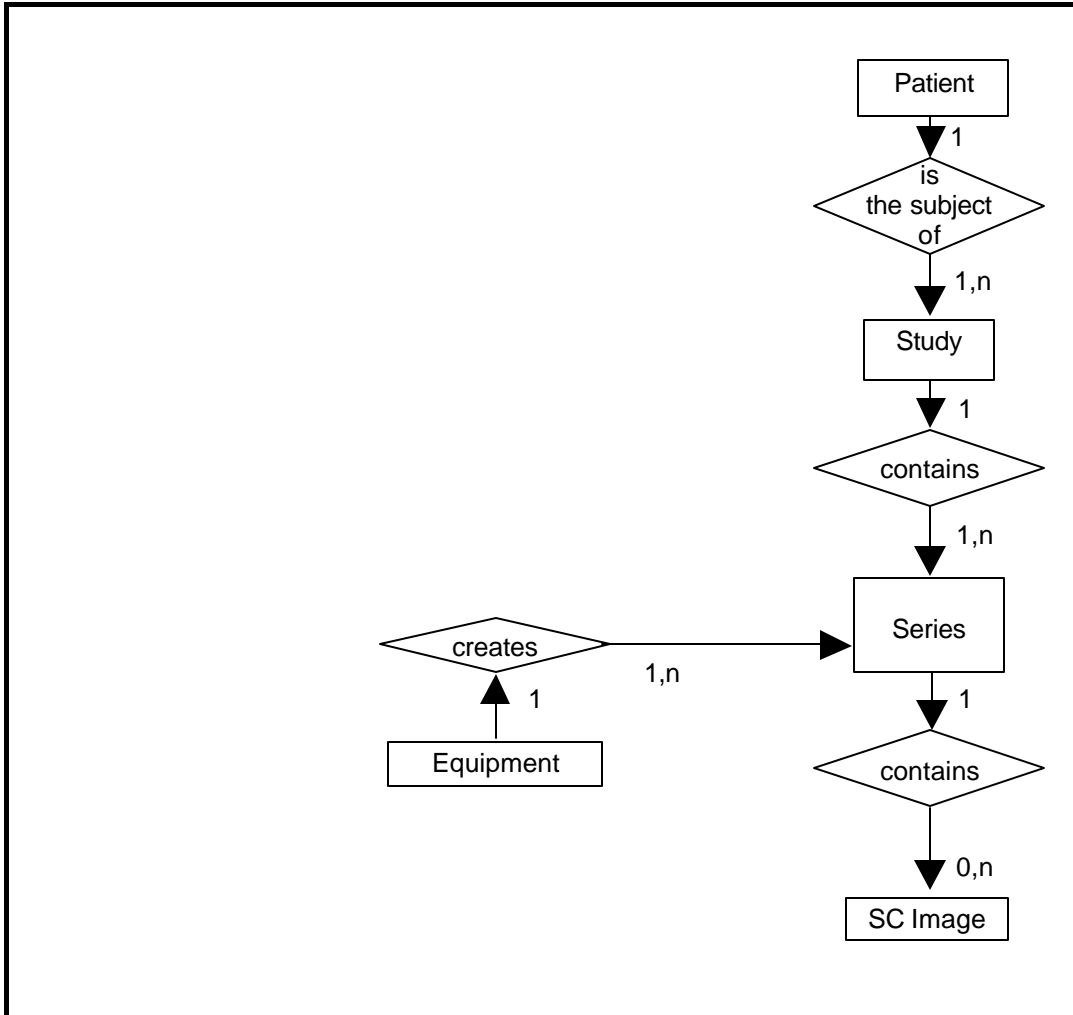 Patient
1
is
the subject
of
1,n
Study
1
contains
1,n
Series
creates
1,n
1
Equipment
1
contains
0,n
SC Image